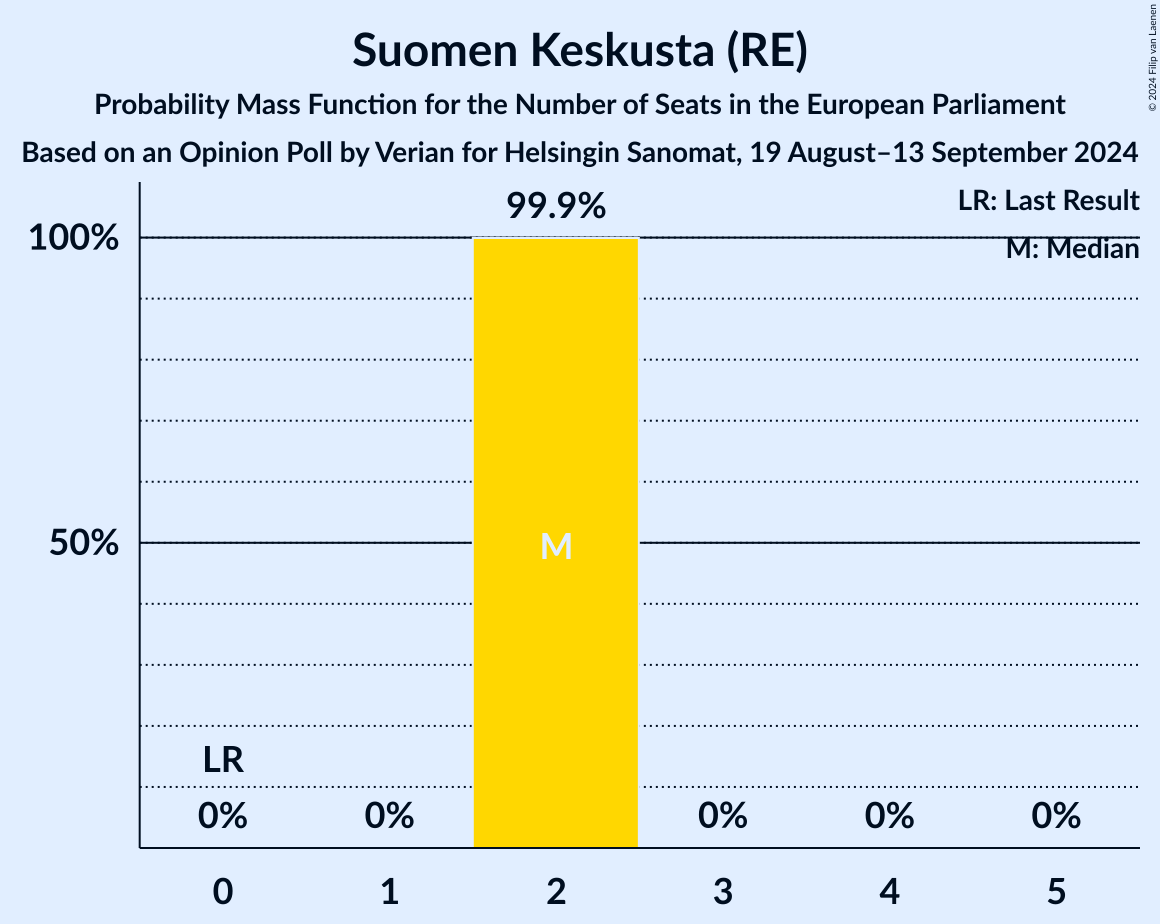 Suomen Keskusta (RE)
Probability Mass Function for the Number of Seats in the European Parliament
Based on an Opinion Poll by Verian for Helsingin Sanomat, 19 August–13 September 2024
© 2024 Filip van Laenen
LR: Last Result
M: Median
99.9%
100%
50%
M
LR
0% 0% 0% 0% 0%
0 1 2 3 4 5